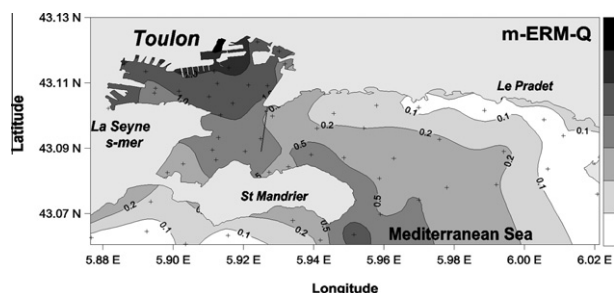 43.13 N
Toulon
m-ERM-Q
43.11 N
Le Pradet
0.1
0.1
0.1
0.2
0.2
La Seyne
s-mer
Latitude
43.09 N
0.5
0.2
St Mandrier
0.5
0.1
43.07 N
0.2
0.2
0.5
0.1
Mediterranean Sea
5.88 E
5.90 E
5.92 E
5.94 E
5.96 E
5.98 E
6.00 E
6.02 E
Longitude